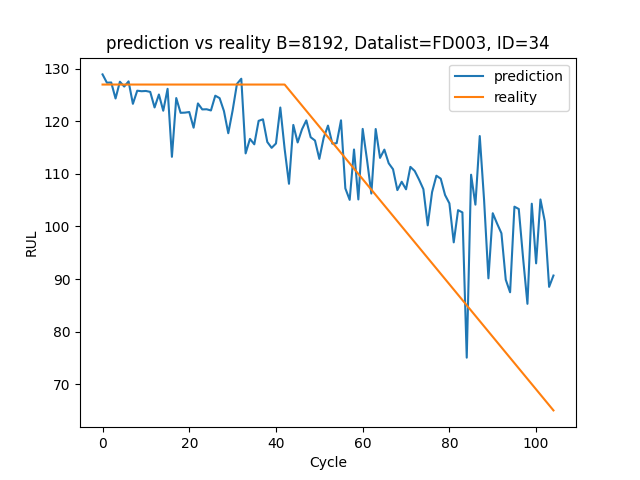 prediction vs reality B=8192, Datalist=FD003, ID=34
prediction
reality
RUL
130
120
110
100
90
80
70
0 20 40 60 80 100
Cycle